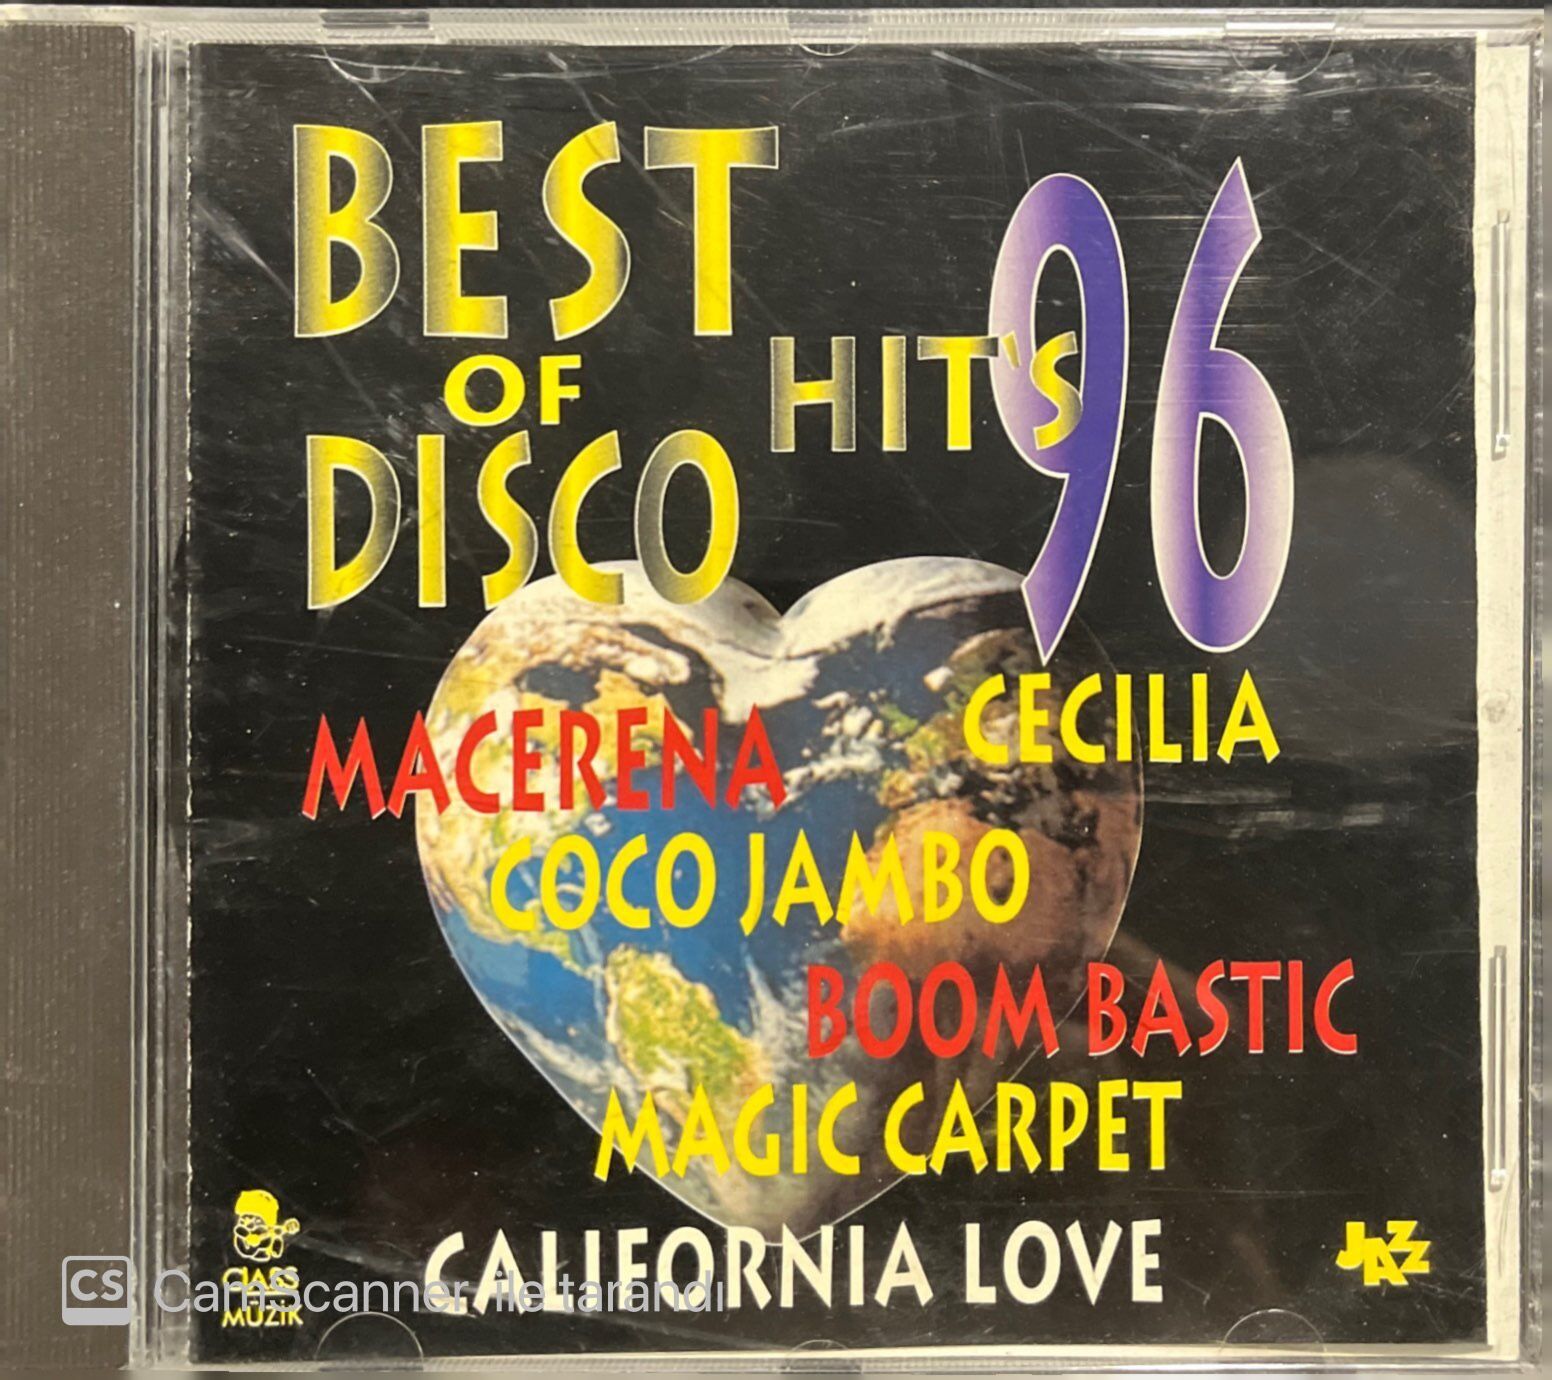 BEST
OF
DISCO
HIT'S
96
MACERENA
CECILIA
COCO JAMBO
BOOM BASTIC
MAGIC CARPET
CALIFORNIA LOVE
CLASS
MÜZİK
JAZZ
CS CamScanner ile tarandı